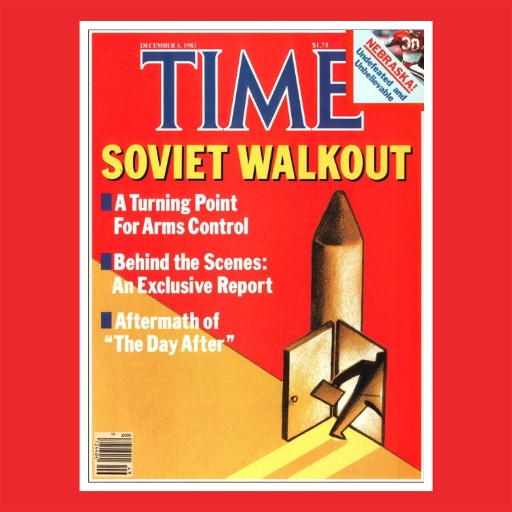 DECEMBER 5, 1983
$1.75
TIME
NEBRASKA!
Undefeated and
Unbelievable
30
SOVIET WALKOUT
A Turning Point
For Arms Control
Behind the Scenes:
An Exclusive Report
Aftermath of
"The Day After"